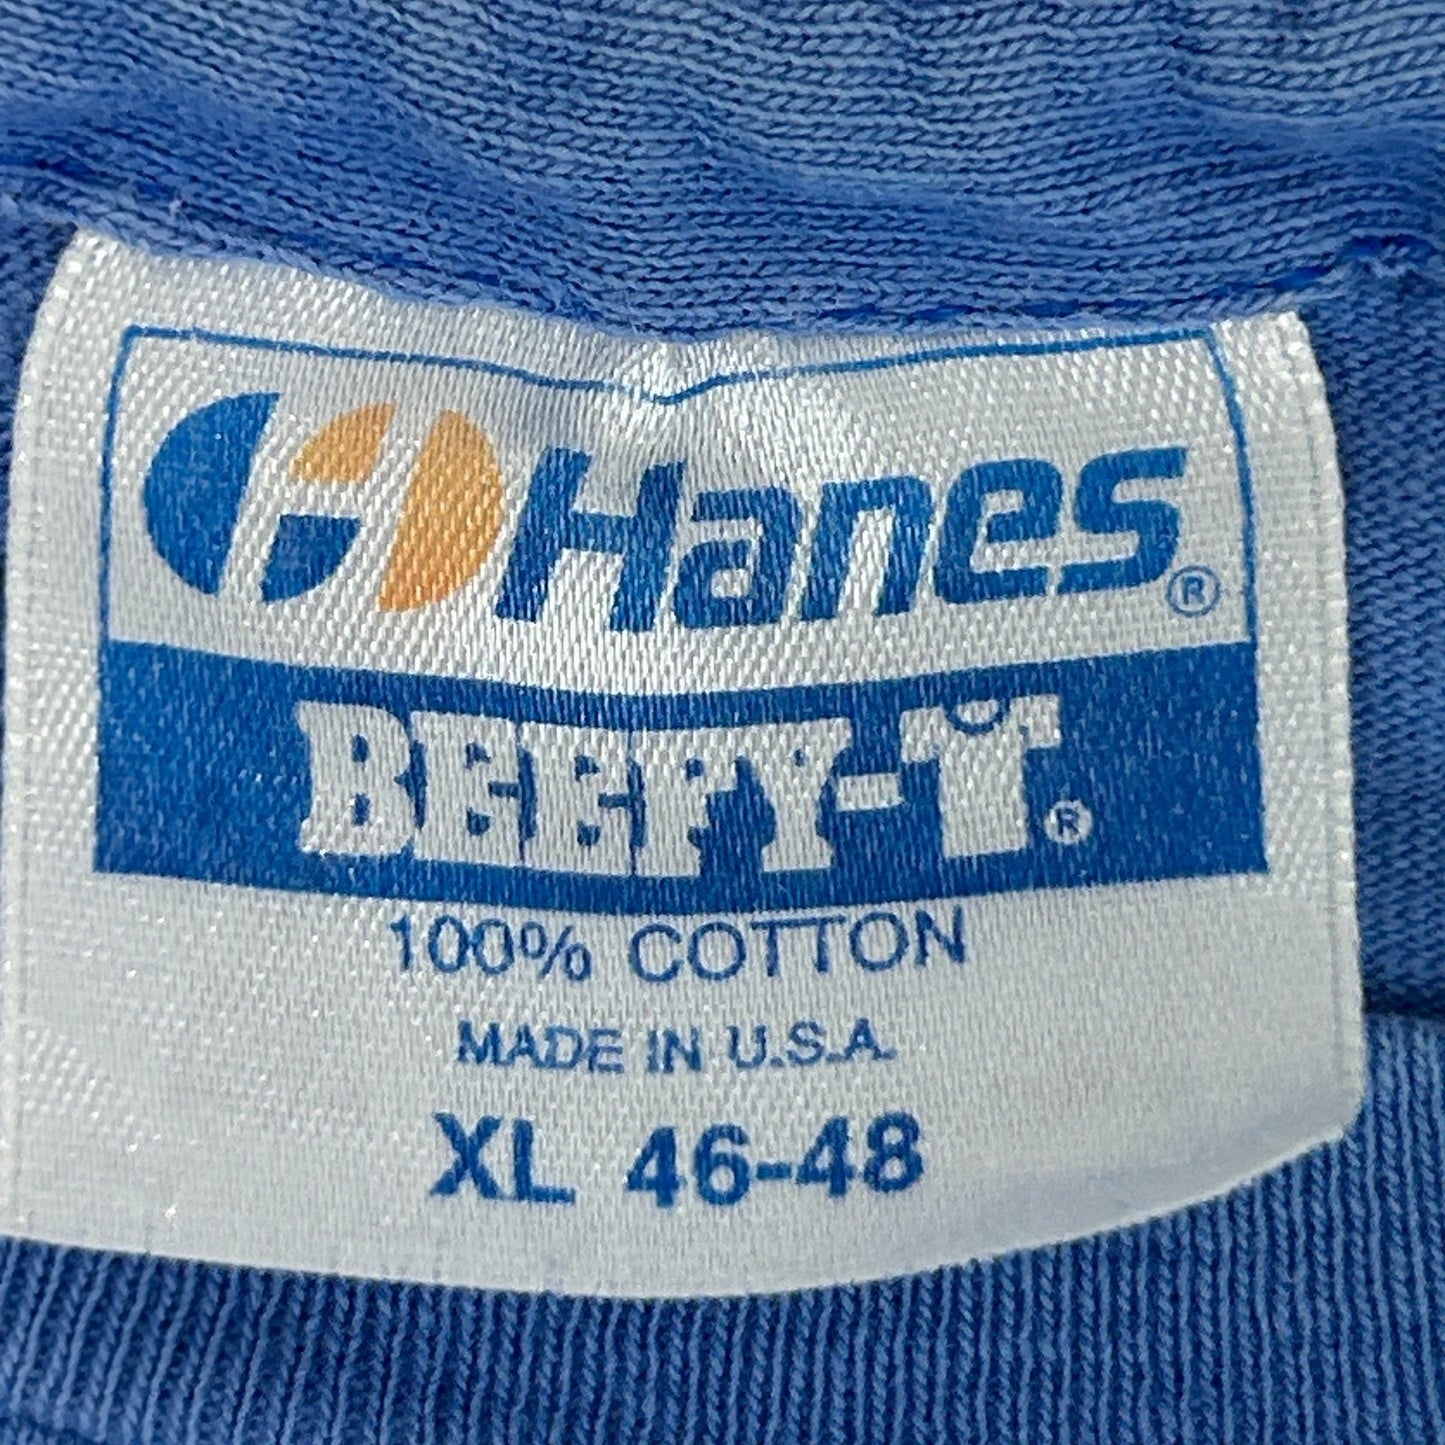 Hanes®
BEEFY-T®
100% COTTON
MADE IN U.S.A.
XL 46-48